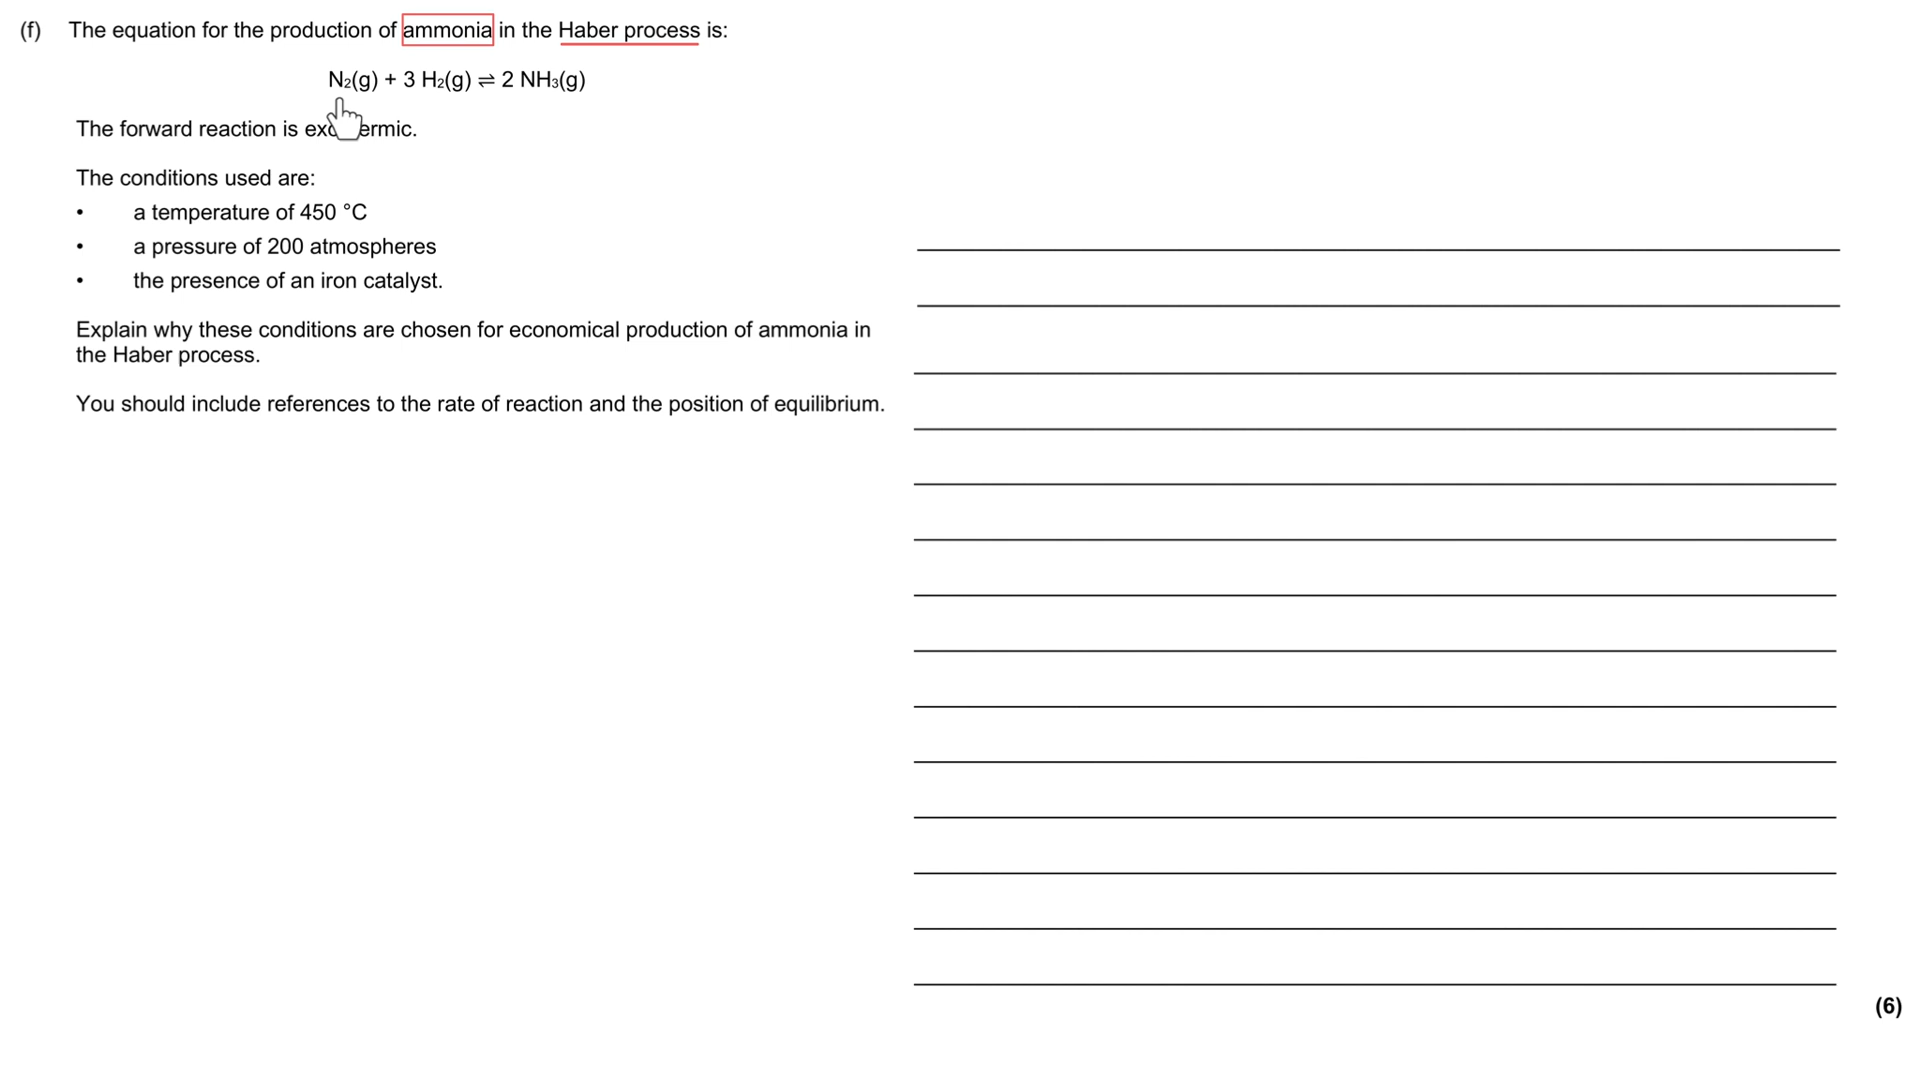 (f) The equation for the production of ammonia in the Haber process is:
N₂(g) + 3 H₂(g) ⇌ 2 NH₃(g)
The forward reaction is ermic.
The conditions used are:
• a temperature of 450 °C
• a pressure of 200 atmospheres
• the presence of an iron catalyst.
Explain why these conditions are chosen for economical production of ammonia in
the Haber process.
You should include references to the rate of reaction and the position of equilibrium.
(6)